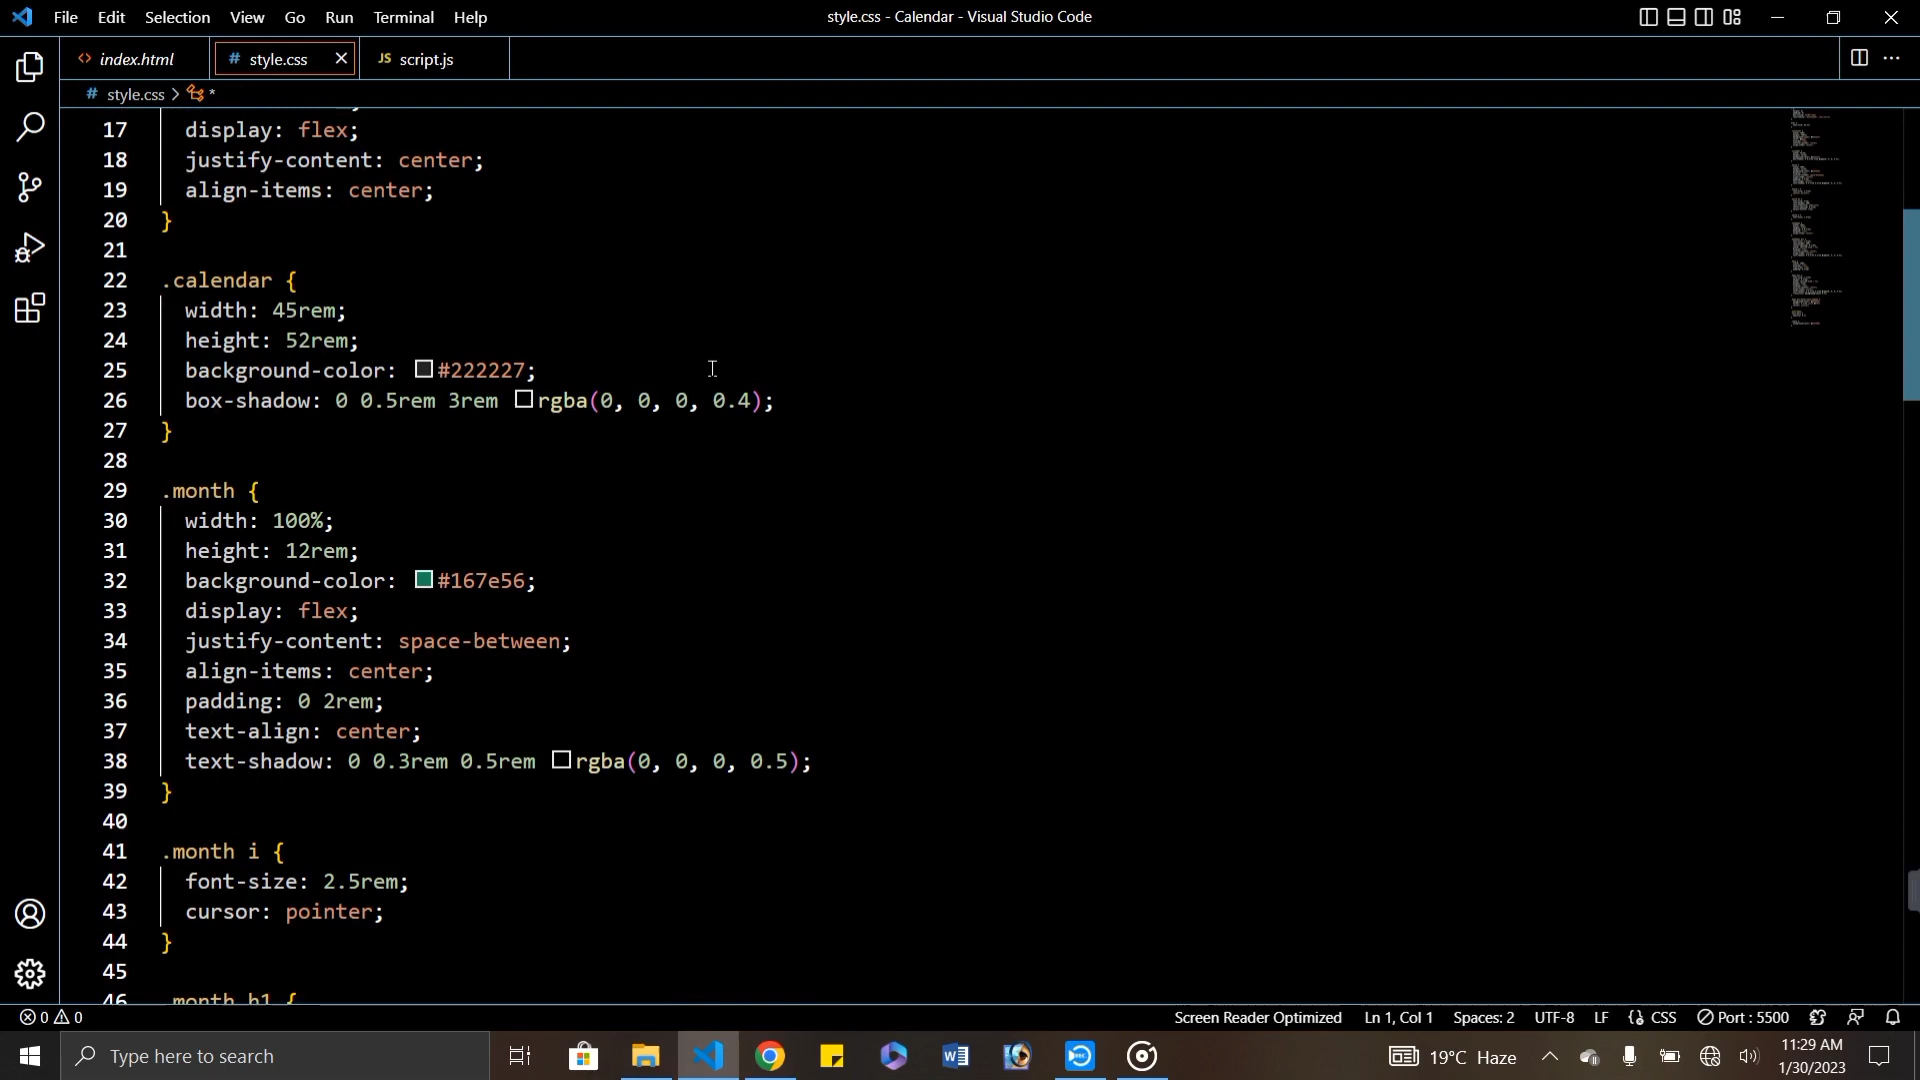 File Edit Selection View Go Run Terminal Help style.css - Calendar - Visual Studio Code
index.html # style.css JS script.js
# style.css > *
17 display: flex;
18 justify-content: center;
19 align-items: center;
20 }
21
22 .calendar {
23 width: 45rem;
24 height: 52rem;
25 background-color: #222227;
26 box-shadow: 0 0.5rem 3rem rgba(0, 0, 0, 0.4);
27 }
28
29 .month {
30 width: 100%;
31 height: 12rem;
32 background-color: #167e56;
33 display: flex;
34 justify-content: space-between;
35 align-items: center;
36 padding: 0 2rem;
37 text-align: center;
38 text-shadow: 0 0.3rem 0.5rem rgba(0, 0, 0, 0.5);
39 }
40
41 .month i {
42 font-size: 2.5rem;
43 cursor: pointer;
44 }
45
46 .month h1 {
0 0 Screen Reader Optimized Ln 1, Col 1 Spaces: 2 UTF-8 LF CSS Port : 5500
Type here to search 19°C Haze 11:29 AM
1/30/2023